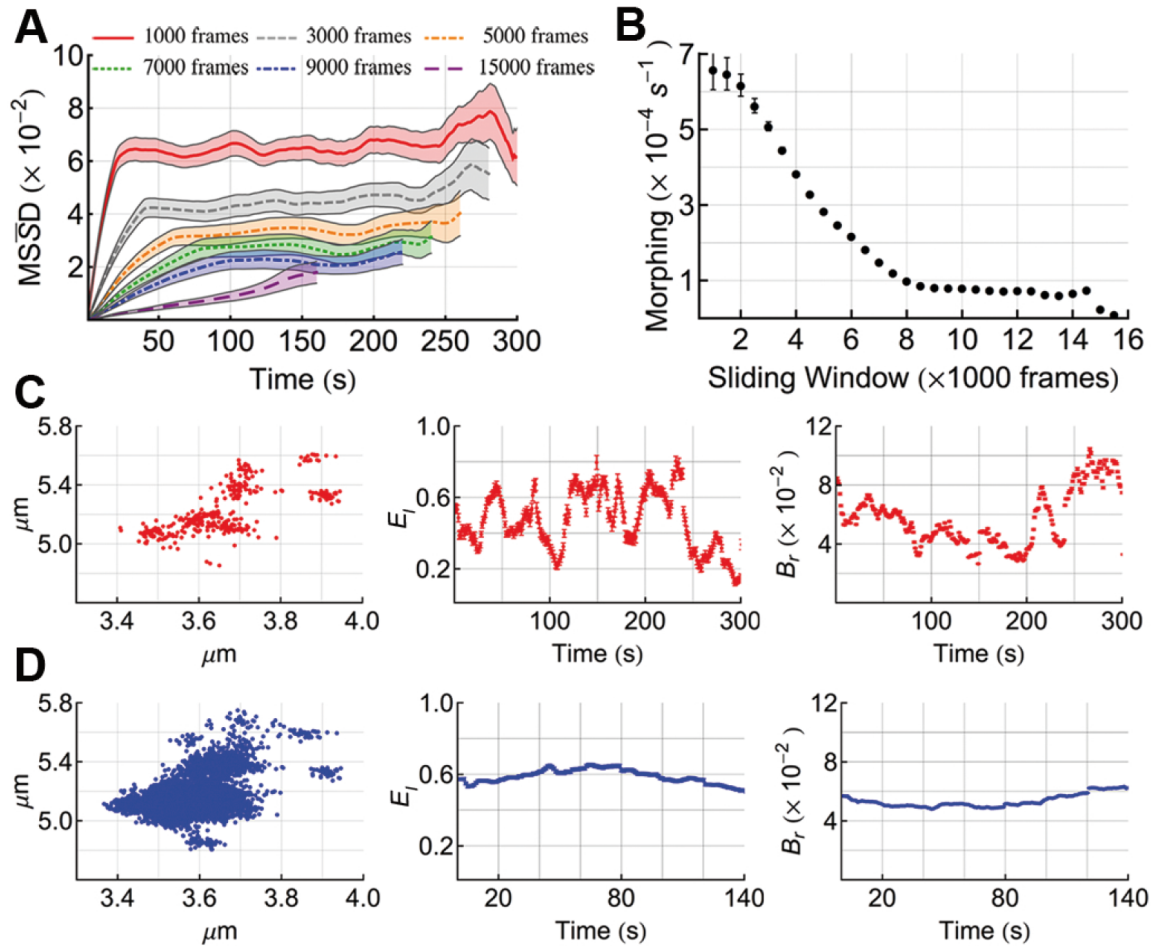 A
1000 frames 3000 frames 5000 frames
7000 frames 9000 frames 15000 frames
MSS̅D (× 10⁻²)
10
8
6
4
2
50 100 150 200 250 300
Time (s)
B
Morphing (× 10⁻⁴ s⁻¹)
7
5
3
1
2 4 6 8 10 12 14 16
Sliding Window (×1000 frames)
C
μm
5.8
5.4
5.0
3.4 3.6 3.8 4.0
μm
E_l
1.0
0.6
0.2
100 200 300
Time (s)
B_r (× 10⁻²)
12
8
4
100 200 300
Time (s)
D
μm
5.8
5.4
5.0
3.4 3.6 3.8 4.0
μm
E_l
1.0
0.6
0.2
20 80 140
Time (s)
B_r (× 10⁻²)
12
8
4
20 80 140
Time (s)